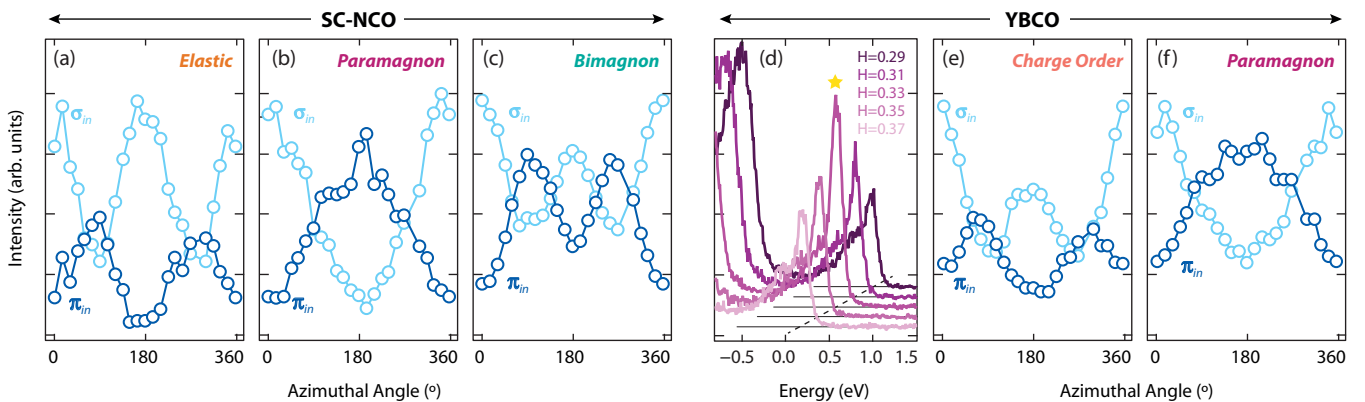 SC-NCO
YBCO
(a)
Elastic
(b)
Paramagnon
(c)
Bimagnon
(d)
H=0.29
H=0.31
H=0.33
H=0.35
H=0.37
(e)
Charge Order
(f)
Paramagnon
Intensity (arb. units)
σin
πin
σin
πin
σin
πin
σin
πin
σin
πin
0 180 360
0 180 360
0 180 360
−0.5 0.0 0.5 1.0 1.5
0 180 360
0 180 360
Azimuthal Angle (º)
Energy (eV)
Azimuthal Angle (º)